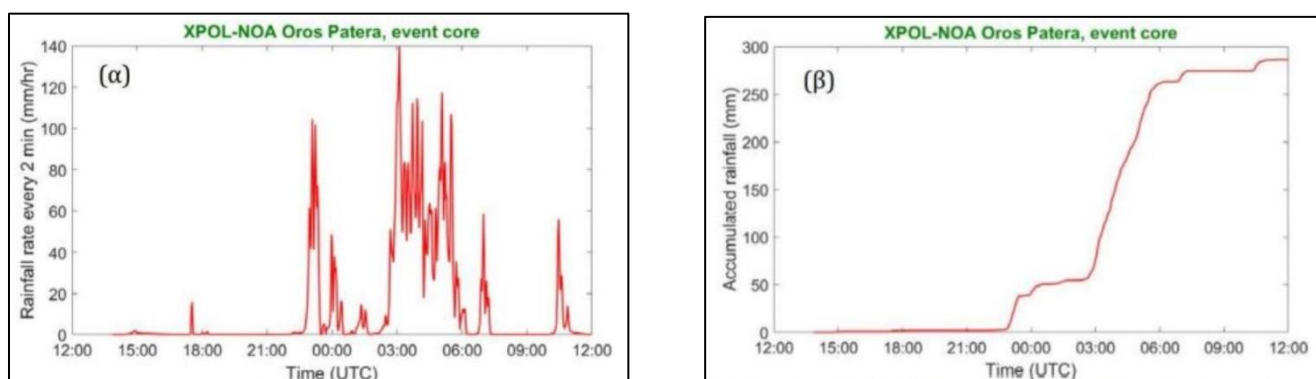 XPOL-NOA Oros Patera, event core
(α)
Rainfall rate every 2 min (mm/hr)
140
120
100
80
60
40
20
0
12:00 15:00 18:00 21:00 00:00 03:00 06:00 09:00 12:00
Time (UTC)
XPOL-NOA Oros Patera, event core
(β)
Accumulated rainfall (mm)
300
250
200
150
100
50
0
12:00 15:00 18:00 21:00 00:00 03:00 06:00 09:00 12:00
Time (UTC)